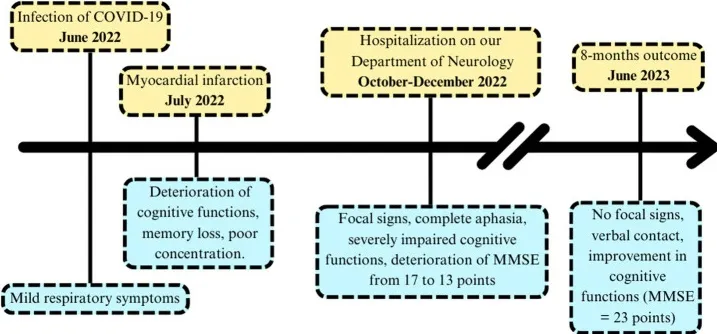 Infection of COVID-19
June 2022
Myocardial infarction
July 2022
Hospitalization on our
Department of Neurology
October-December 2022
8-months outcome
June 2023
Mild respiratory symptoms
Deterioration of
cognitive functions,
memory loss, poor
concentration.
Focal signs, complete aphasia,
severely impaired cognitive
functions, deterioration of MMSE
from 17 to 13 points
No focal signs,
verbal contact,
improvement in
cognitive
functions (MMSE
= 23 points)